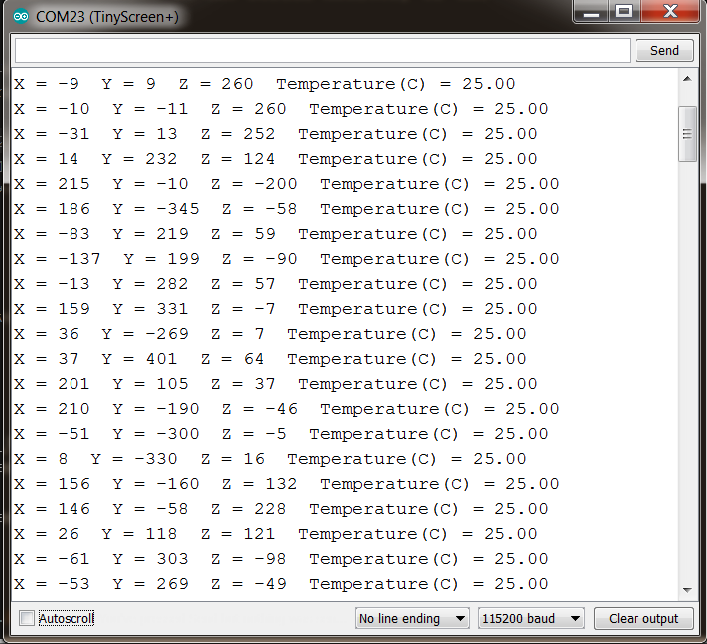 COM23 (TinyScreen+)
Send
X = -9  Y = 9  Z = 260  Temperature(C) = 25.00
X = -10  Y = -11  Z = 260  Temperature(C) = 25.00
X = -31  Y = 13  Z = 252  Temperature(C) = 25.00
X = 14  Y = 232  Z = 124  Temperature(C) = 25.00
X = 215  Y = -10  Z = -200  Temperature(C) = 25.00
X = 186  Y = -345  Z = -58  Temperature(C) = 25.00
X = -83  Y = 219  Z = 59  Temperature(C) = 25.00
X = -137  Y = 199  Z = -90  Temperature(C) = 25.00
X = -13  Y = 282  Z = 57  Temperature(C) = 25.00
X = 159  Y = 331  Z = -7  Temperature(C) = 25.00
X = 36  Y = -269  Z = 7  Temperature(C) = 25.00
X = 37  Y = 401  Z = 64  Temperature(C) = 25.00
X = 201  Y = 105  Z = 37  Temperature(C) = 25.00
X = 210  Y = -190  Z = -46  Temperature(C) = 25.00
X = -51  Y = -300  Z = -5  Temperature(C) = 25.00
X = 8  Y = -330  Z = 16  Temperature(C) = 25.00
X = 156  Y = -160  Z = 132  Temperature(C) = 25.00
X = 146  Y = -58  Z = 228  Temperature(C) = 25.00
X = 26  Y = 118  Z = 121  Temperature(C) = 25.00
X = -61  Y = 303  Z = -98  Temperature(C) = 25.00
X = -53  Y = 269  Z = -49  Temperature(C) = 25.00
Autoscroll No line ending 115200 baud Clear output